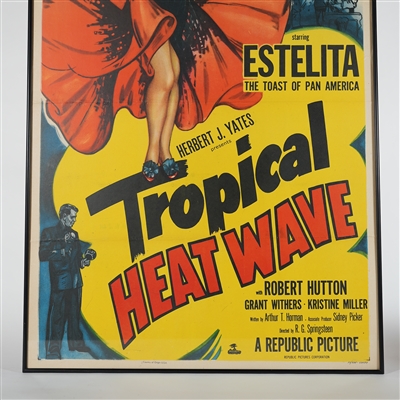 starring
ESTELITA
THE TOAST OF PAN AMERICA
HERBERT J. YATES
presents
Tropical
HEAT WAVE
with ROBERT HUTTON
GRANT WITHERS · KRISTINE MILLER
Written by Arthur T. Horman · Associate Producer Sidney Picker
Directed by R. G. Springsteen
A REPUBLIC PICTURE
REPUBLIC PICTURES CORPORATION